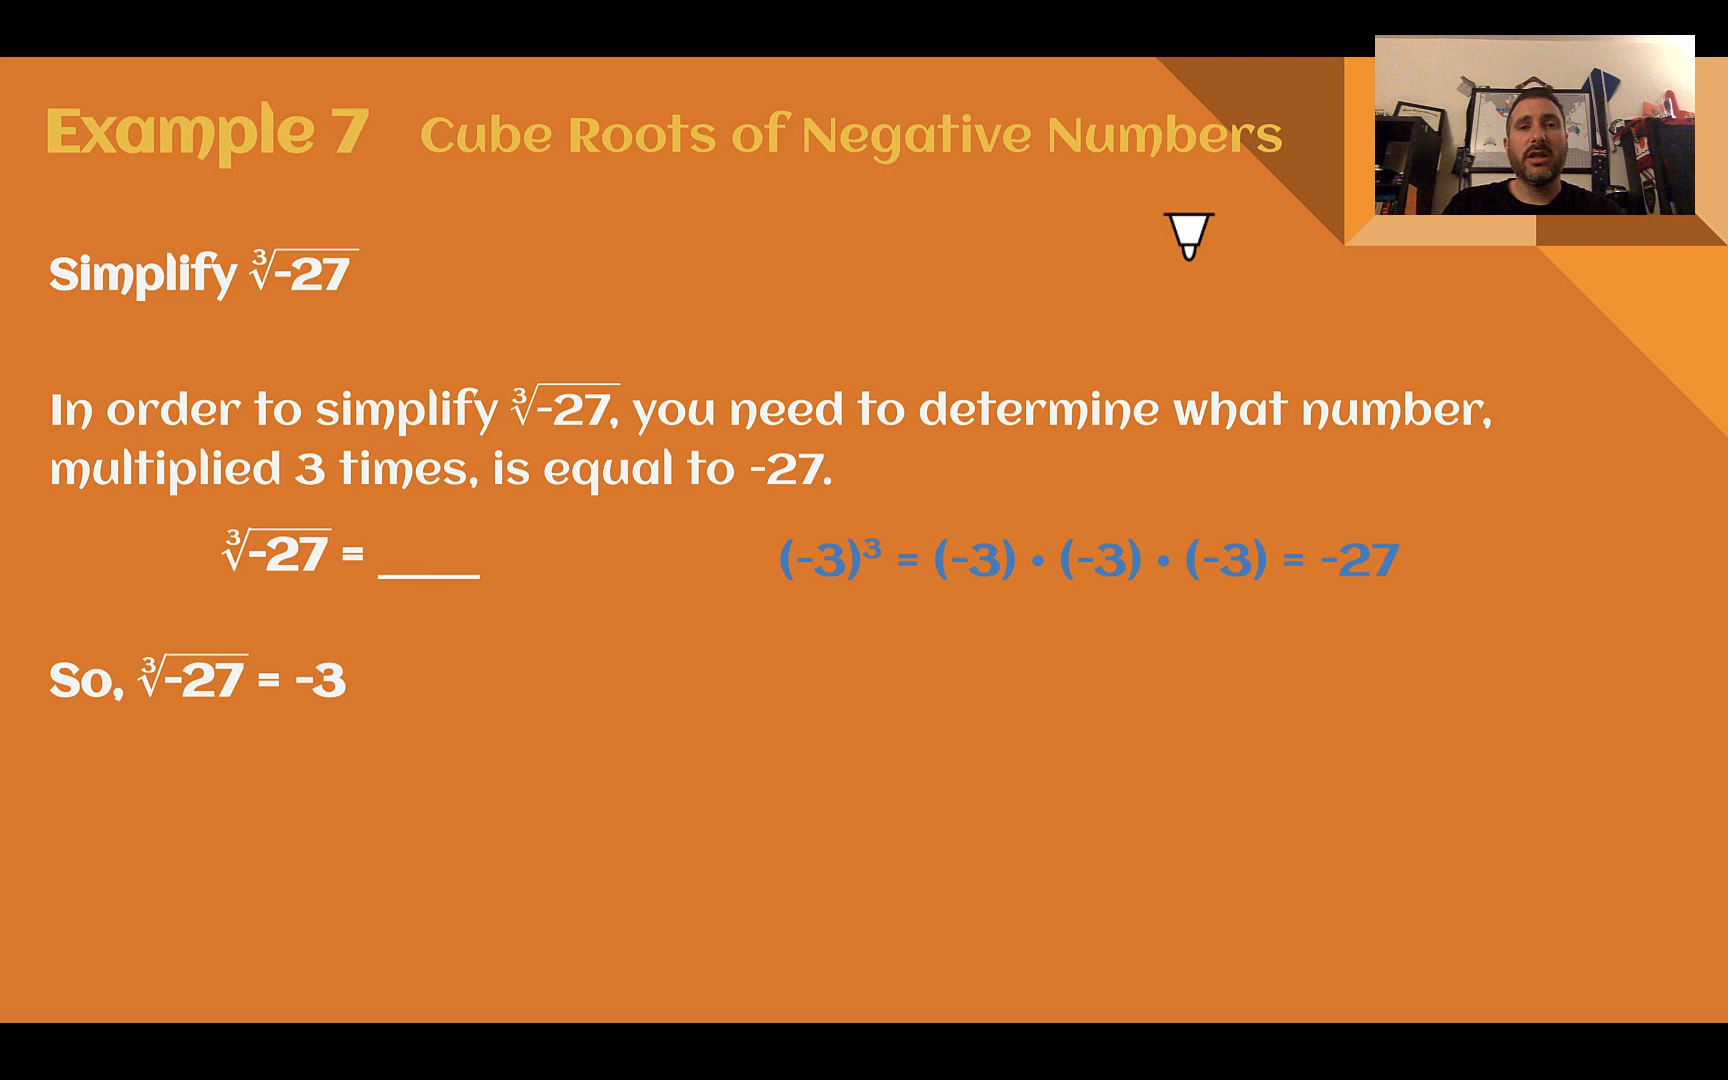 Example 7 Cube Roots of Negative Numbers
Simplify ∛-27
In order to simplify ∛-27, you need to determine what number,
multiplied 3 times, is equal to -27.
∛-27 = ____ (-3)³ = (-3) • (-3) • (-3) = -27
So, ∛-27 = -3